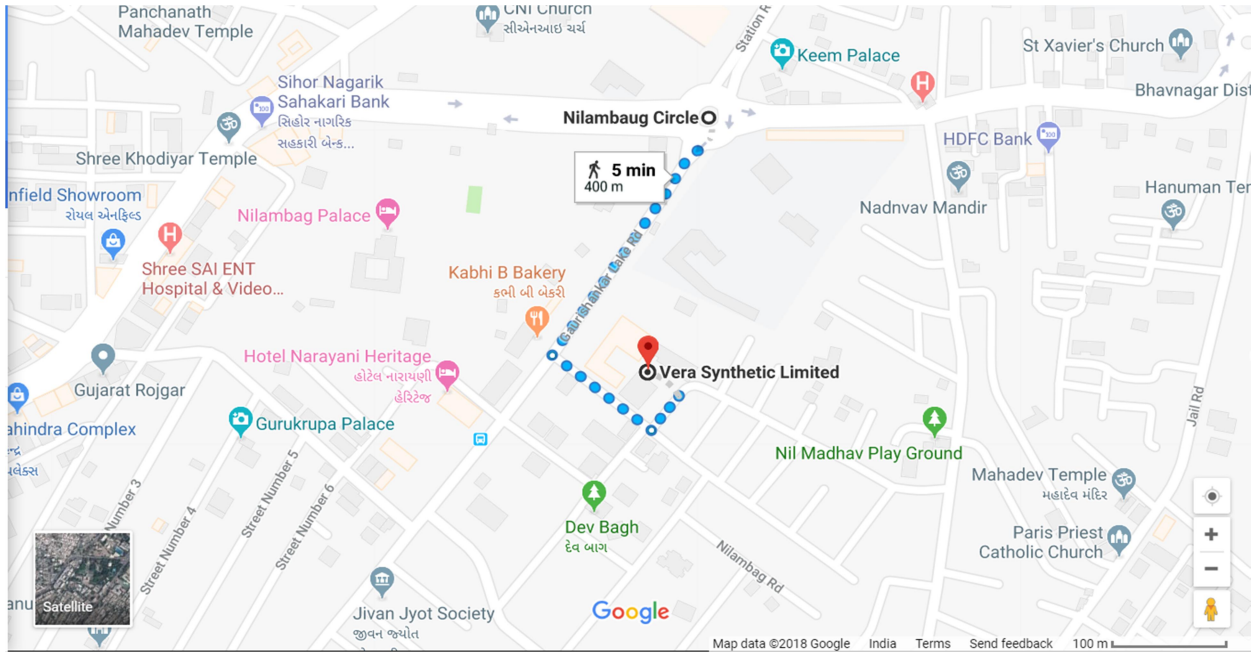 Panchanath
Mahadev Temple
CNI Church
સીએનઆઇ ચર્ચ
Station R
Keem Palace
St Xavier's Church
H
Bhavnagar Dist
Sihor Nagarik
Sahakari Bank
સિહોર નાગરિક
સહકારી બેન્ક...
Nilambaug Circle
HDFC Bank
Shree Khodiyar Temple
5 min
400 m
nfield Showroom
રોયલ એનફિલ્ડ
Nilambag Palace
Nadnvav Mandir
Hanuman Ter
H
Shree SAI ENT
Hospital & Video...
Gaurishankar Lake Rd
Kabhi B Bakery
કભી બી બેકરી
Hotel Narayani Heritage
હોટેલ નારાયણી
હેરિટેજ
Vera Synthetic Limited
Gujarat Rojgar
Jail Rd
Gurukrupa Palace
ahindra Complex
Nil Madhav Play Ground
Mahadev Temple
મહાદેવ મંદિર
Street Number 5
Number 3
Street Number 4
Street Number 6
Dev Bagh
દેવ બાગ
Paris Priest
Catholic Church
Nilambag Rd
Satellite
Jivan Jyot Society
જીવન જ્યોત
Google
Map data ©2018 Google India Terms Send feedback 100 m